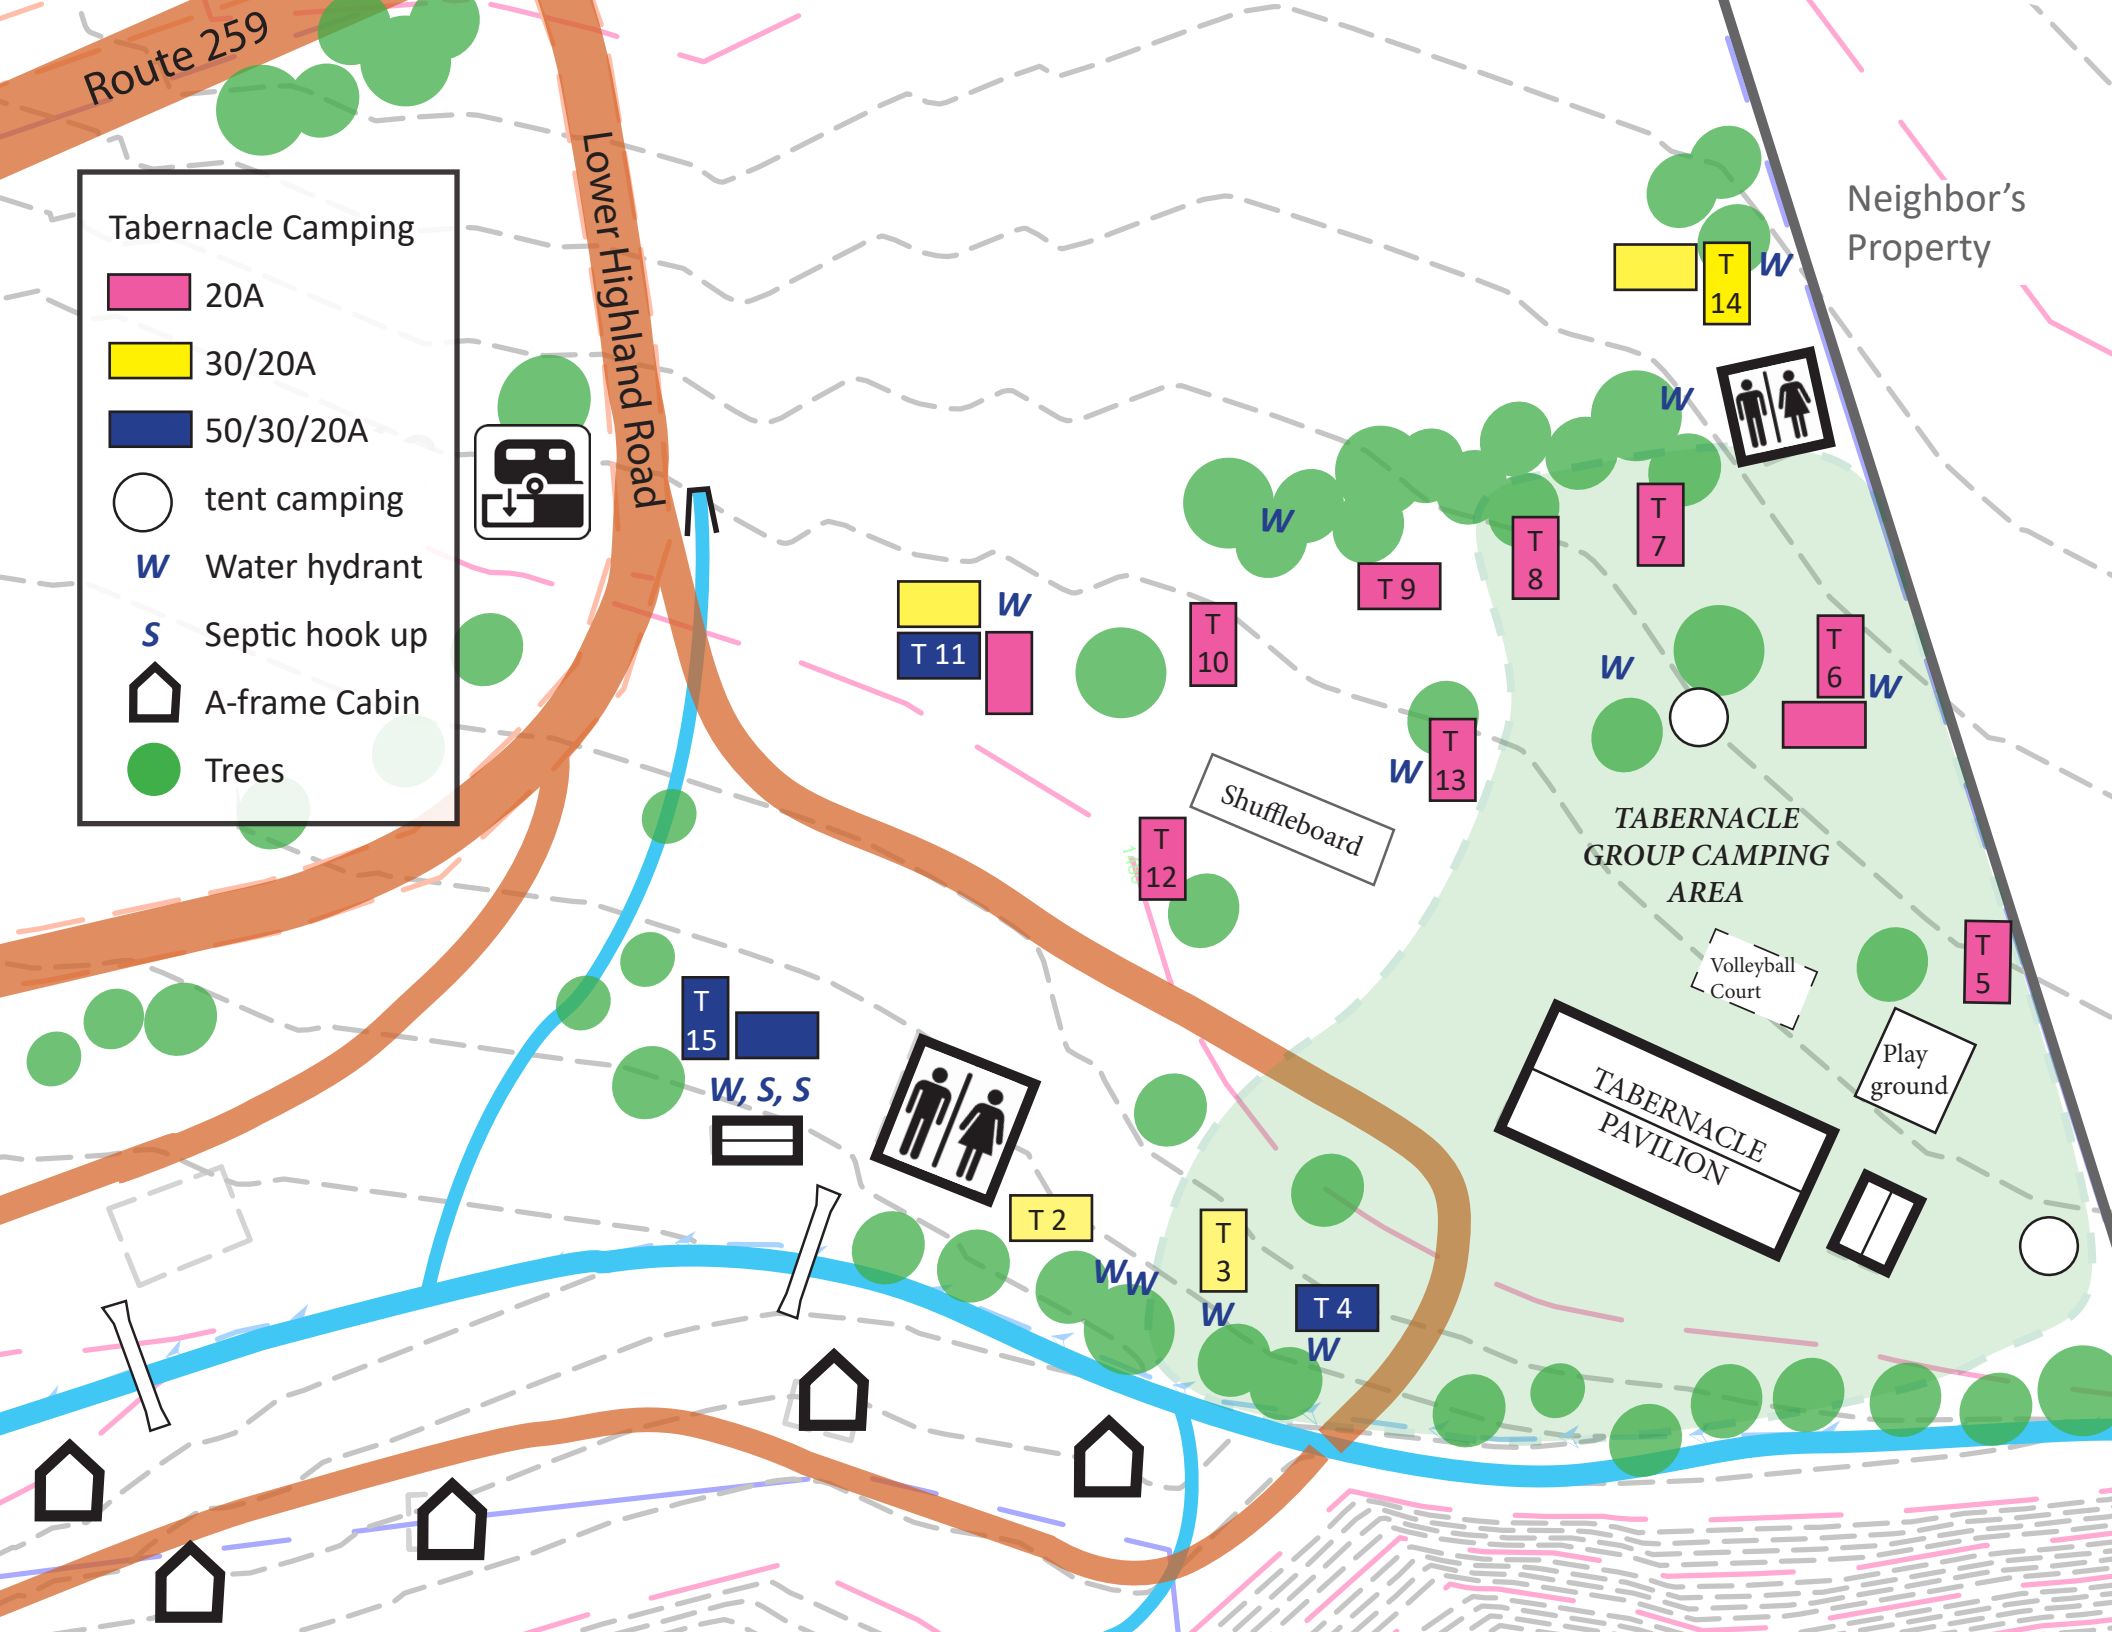 Route 259
Lower Highland Road
Neighbor's
Property
Tabernacle Camping
20A
30/20A
50/30/20A
tent camping
W Water hydrant
S Septic hook up
A-frame Cabin
Trees
T
14
W
W
T
7
T
8
W
T 9
T
10
W
T 11
T
6
W
W
T
13
W
Shuffleboard
T
12
TABERNACLE
GROUP CAMPING
AREA
T
5
Volleyball
Court
Play
ground
TABERNACLE
PAVILION
T
15
W, S, S
T 2
W
W
T
3
W
T 4
W